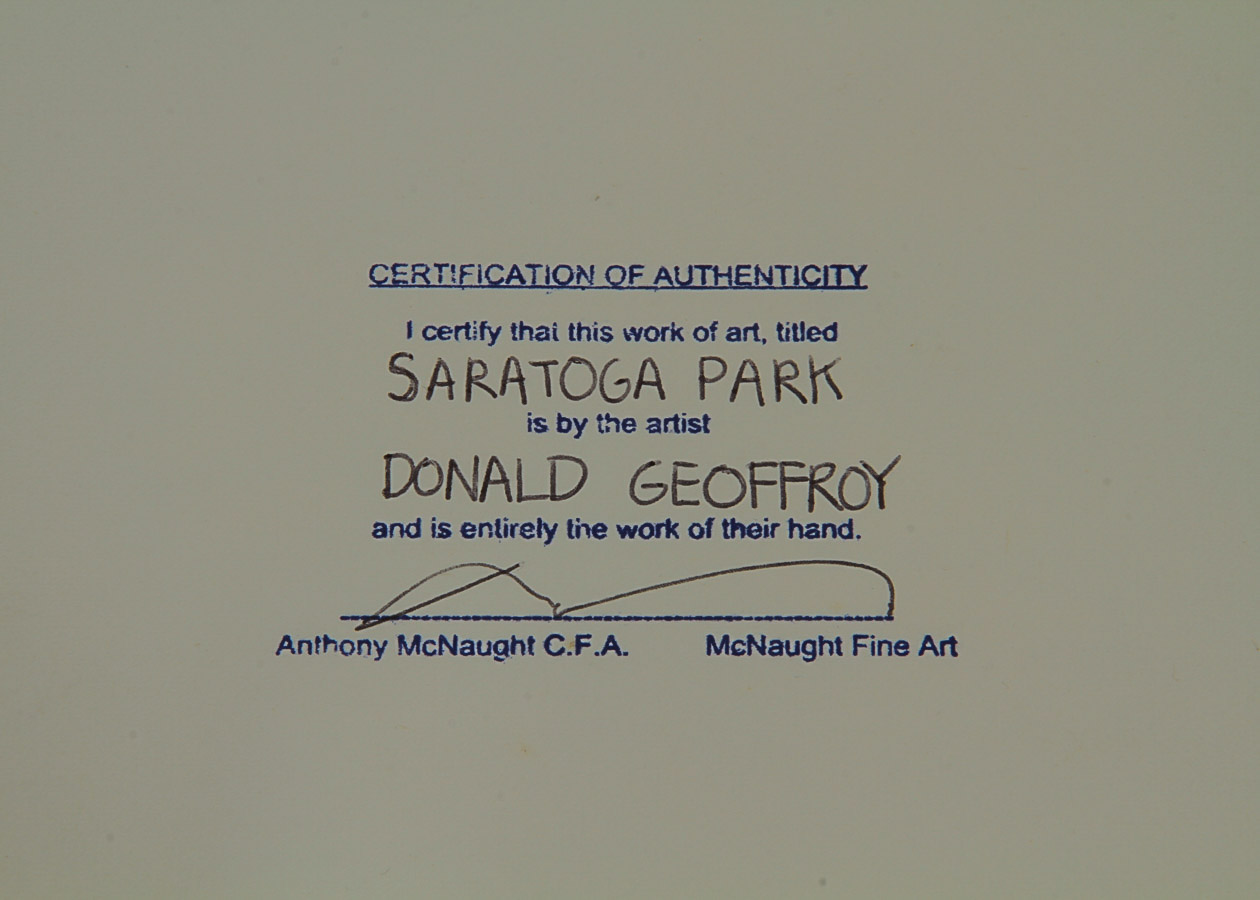 CERTIFICATION OF AUTHENTICITY
I certify that this work of art, titled
SARATOGA PARK
is by the artist
DONALD GEOFFROY
and is entirely the work of their hand.
Anthony McNaught C.F.A. McNaught Fine Art